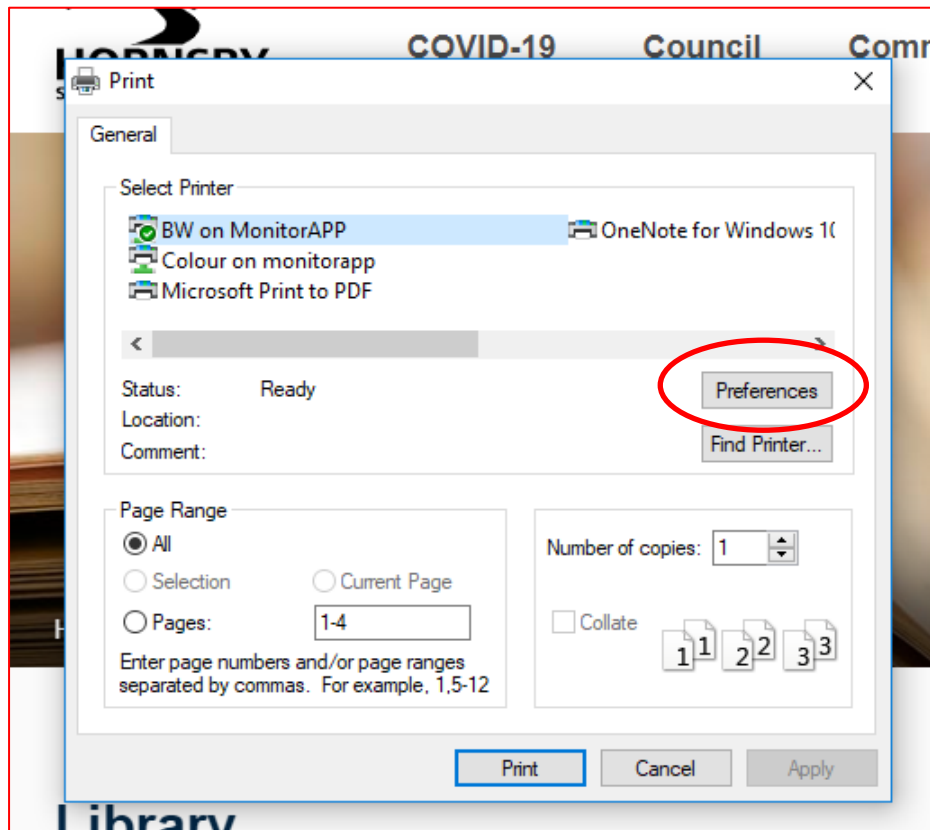 COVID-19 Council
HORNSBY
Print
General
Select Printer
BW on MonitorAPP OneNote for Windows 10
Colour on monitorapp
Microsoft Print to PDF
Status: Ready Preferences
Location:
Comment: Find Printer...
Page Range
All Number of copies: 1
Selection Current Page
Pages: 1-4 Collate 1 1 2 2 3 3
Enter page numbers and/or page ranges
separated by commas. For example, 1,5-12
Print Cancel Apply
Library